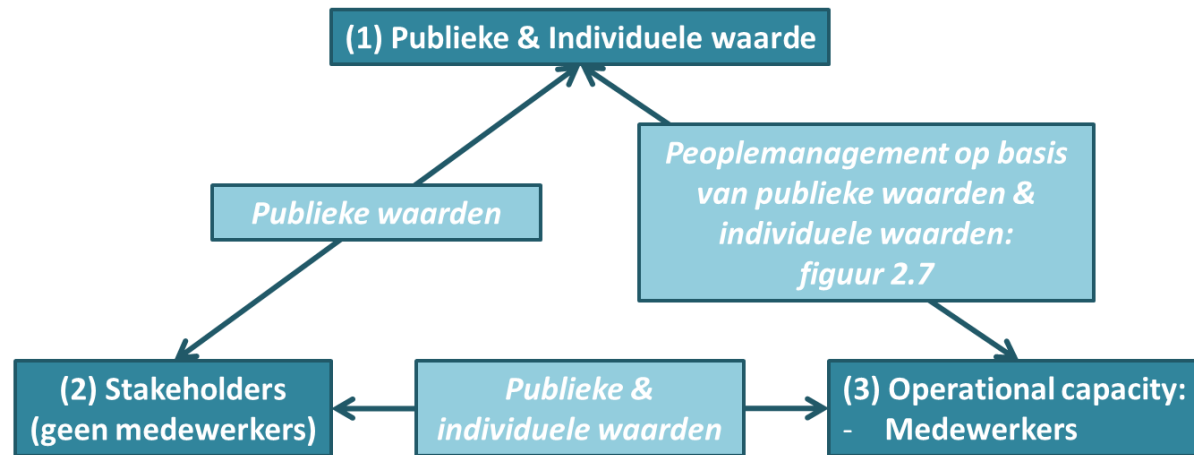 (1) Publieke & Individuele waarde
Peoplemanagement op basis
van publieke waarden &
individuele waarden:
figuur 2.7
Publieke waarden
(2) Stakeholders
(geen medewerkers)
Publieke &
individuele waarden
(3) Operational capacity:
- Medewerkers